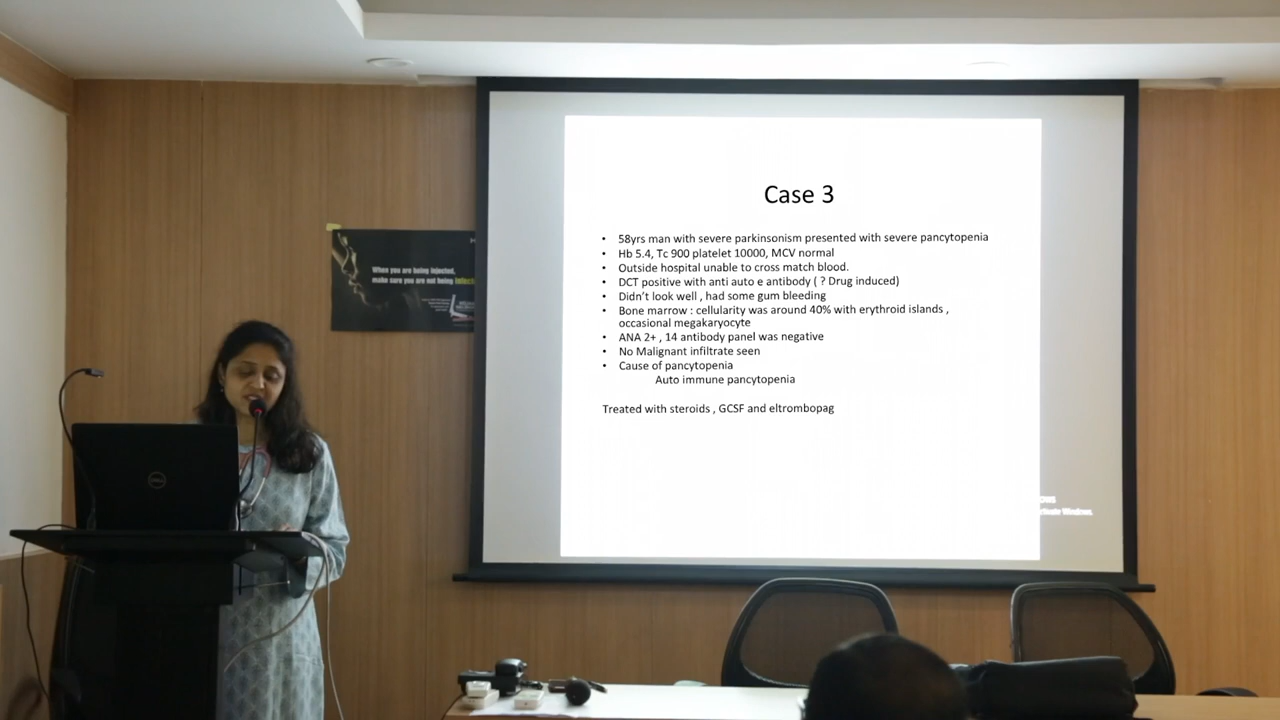 Case 3
• 58yrs man with severe parkinsonism presented with severe pancytopenia
• Hb 5.4, Tc 900 platelet 10000, MCV normal
• Outside hospital unable to cross match blood.
• DCT positive with anti auto e antibody ( ? Drug induced)
• Didn't look well , had some gum bleeding
• Bone marrow : cellularity was around 40% with erythroid islands ,
occasional megakaryocyte
• ANA 2+ , 14 antibody panel was negative
• No Malignant infiltrate seen
• Cause of pancytopenia
Auto immune pancytopenia
Treated with steroids , GCSF and eltrombopag
When you are being injected,
make sure you are not being
Windows.
DELL